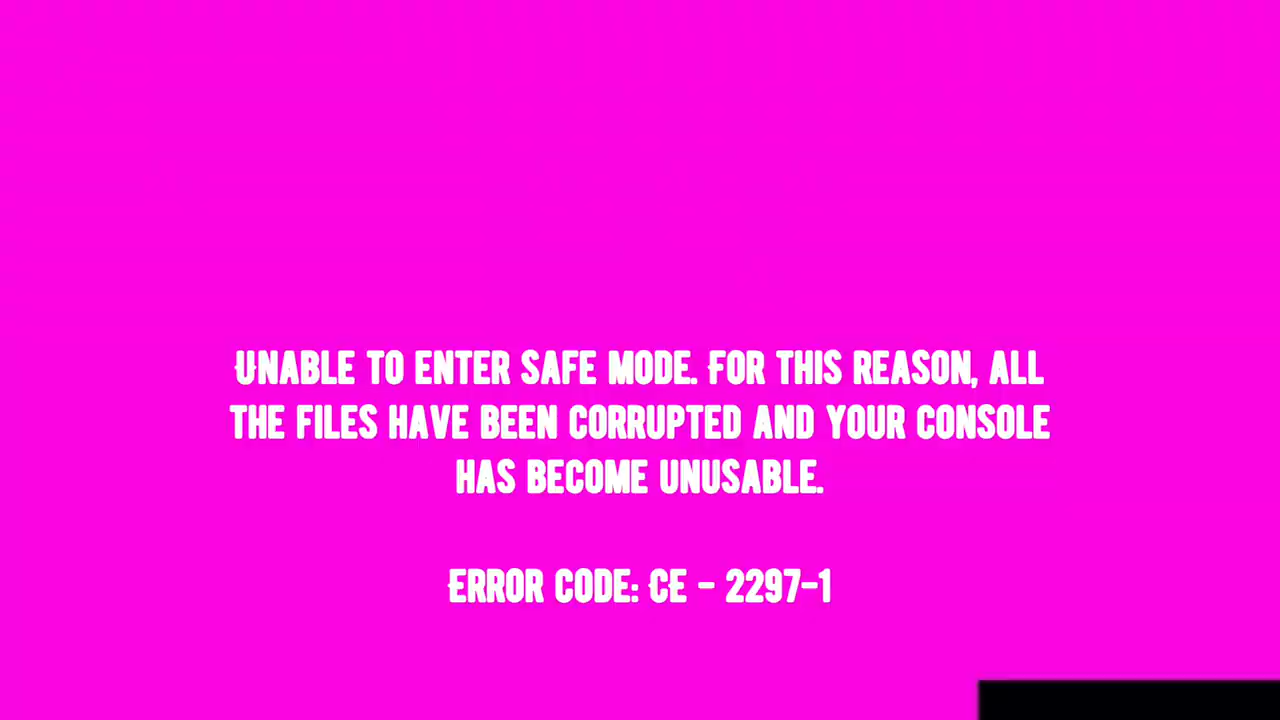 Unable to enter safe mode. For this reason, all
the files have been corrupted and your console
has become unusable.
Error code: CE - 2297-1